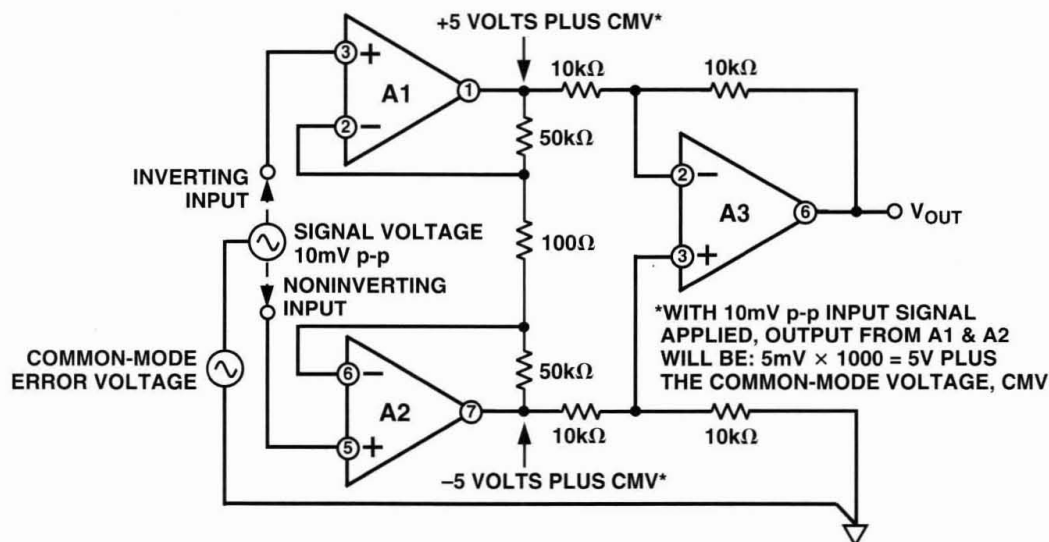 +5 VOLTS PLUS CMV*
10kΩ
10kΩ
3
+
A1
1
2
−
50kΩ
INVERTING
INPUT
2
−
A3
6
VOUT
SIGNAL VOLTAGE
10mV p-p
100Ω
3
+
NONINVERTING
INPUT
*WITH 10mV p-p INPUT SIGNAL
APPLIED, OUTPUT FROM A1 & A2
WILL BE: 5mV × 1000 = 5V PLUS
THE COMMON-MODE VOLTAGE, CMV
COMMON-MODE
ERROR VOLTAGE
6
−
50kΩ
A2
7
5
+
10kΩ
10kΩ
–5 VOLTS PLUS CMV*